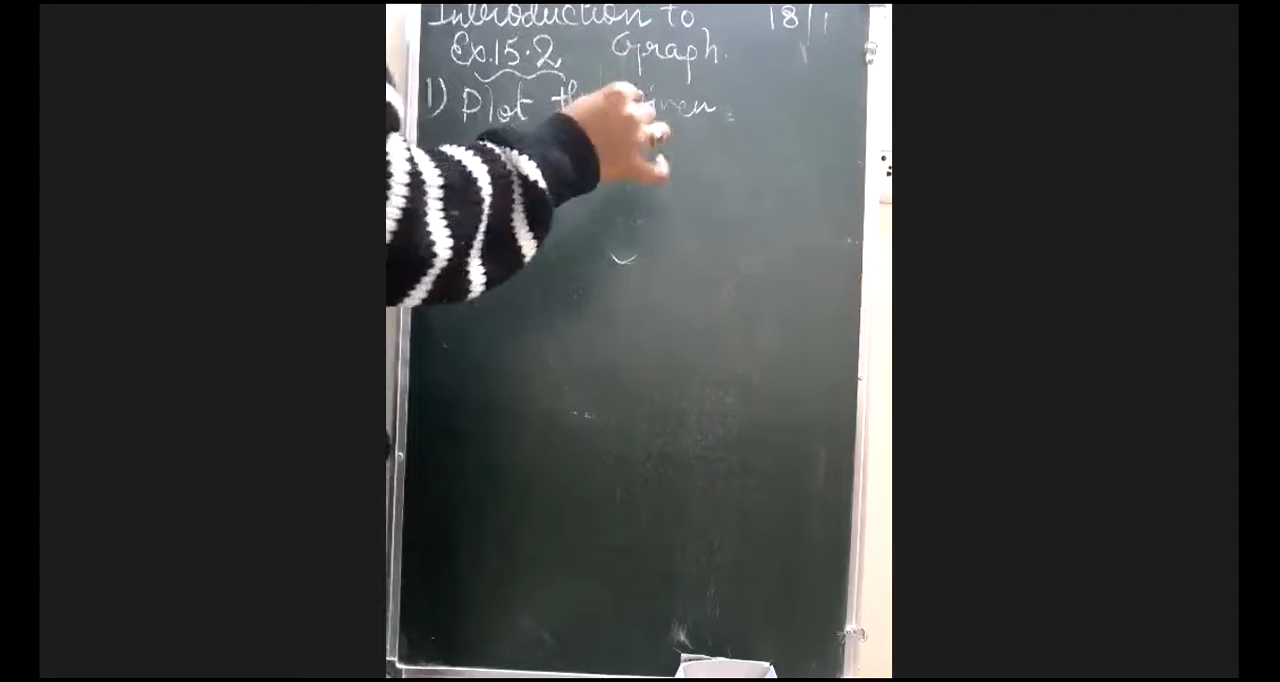 Introduction to 18/1
Ex. 15.2 Graph.
1) Plot